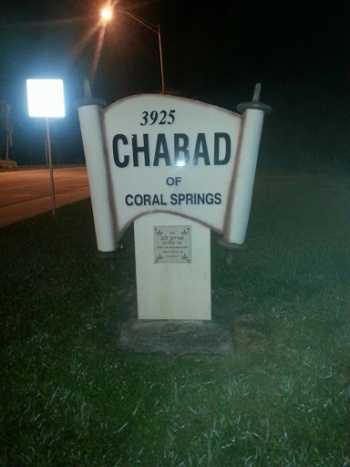 3925
CHABAD
OF
CORAL SPRINGS